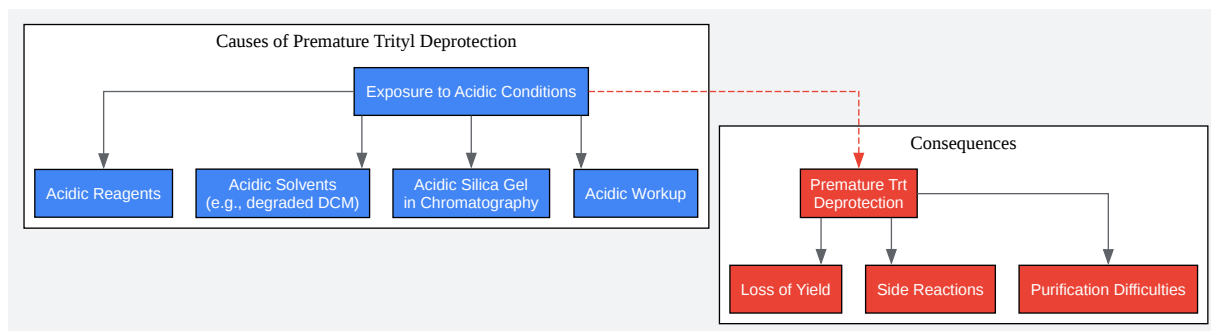 Causes of Premature Trityl Deprotection
Exposure to Acidic Conditions
Acidic Reagents
Acidic Solvents
(e.g., degraded DCM)
Acidic Silica Gel
in Chromatography
Acidic Workup
Consequences
Premature Trt
Deprotection
Loss of Yield
Side Reactions
Purification Difficulties